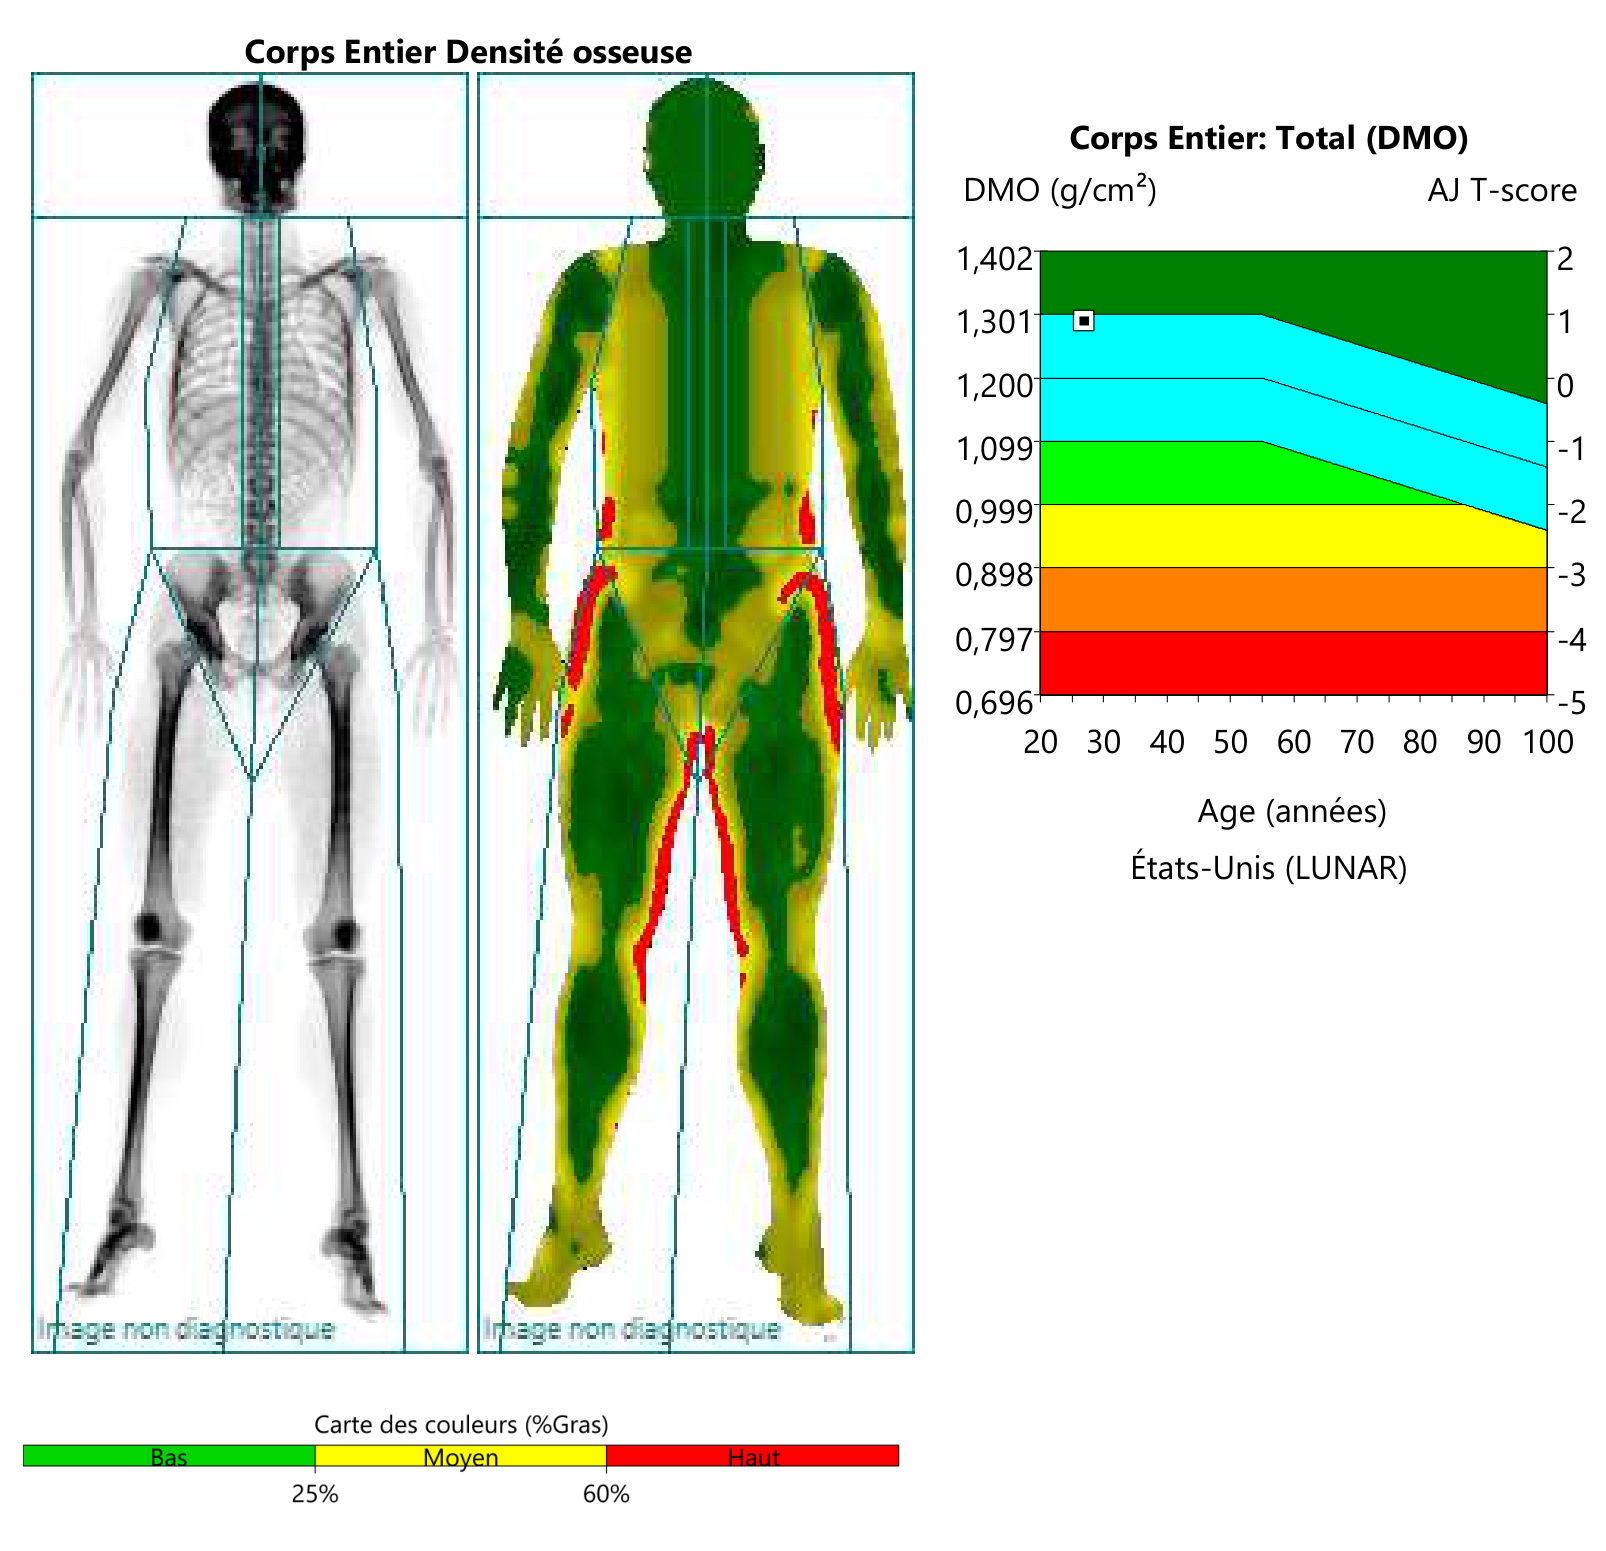 Corps Entier Densité osseuse
Image non diagnostique
Image non diagnostique
Carte des couleurs (%Gras)
Bas Moyen Haut
25% 60%
Corps Entier: Total (DMO)
DMO (g/cm²) AJ T-score
1,402 2
1,301 1
1,200 0
1,099 -1
0,999 -2
0,898 -3
0,797 -4
0,696 -5
20 30 40 50 60 70 80 90 100
Age (années)
États-Unis (LUNAR)